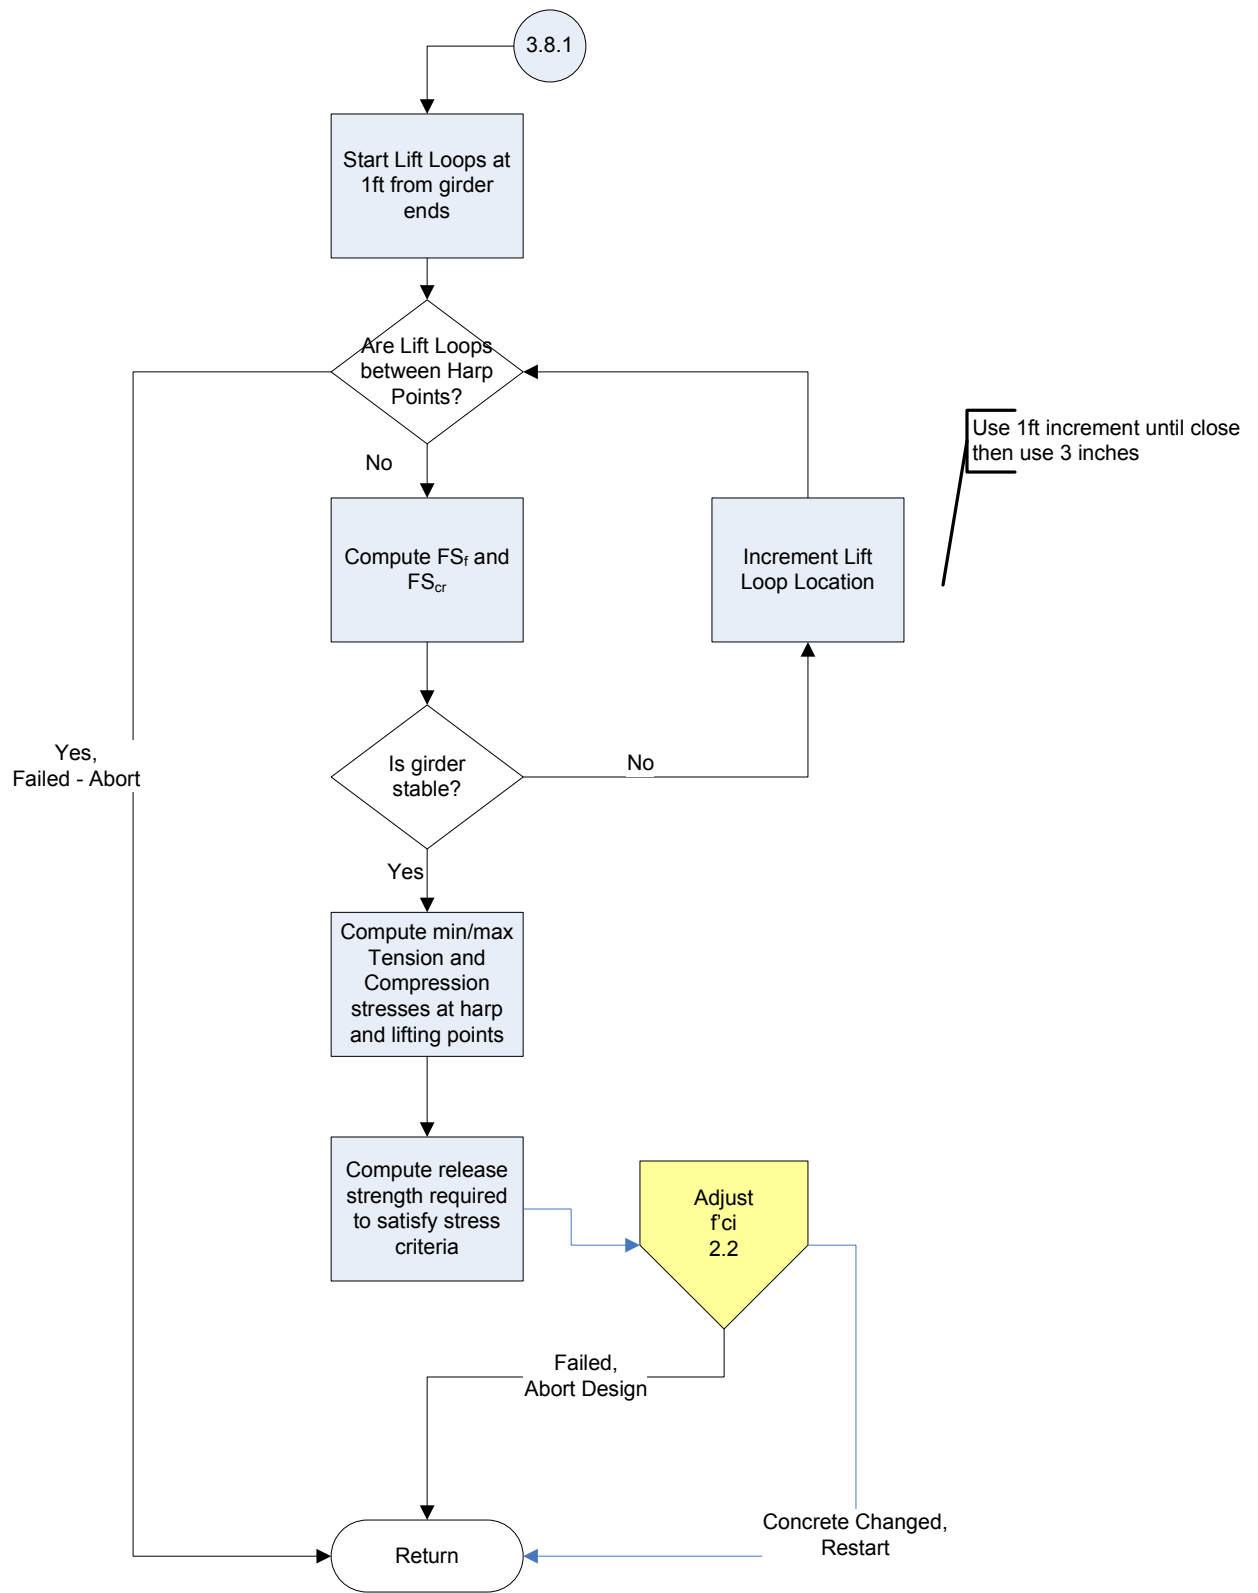 3.8.1
Start Lift Loops at
1ft from girder
ends
Are Lift Loops
between Harp
Points?
Use 1ft increment until close
then use 3 inches
No
Compute FSf and
FScr
Increment Lift
Loop Location
Yes,
Failed - Abort
Is girder
stable?
No
Yes
Compute min/max
Tension and
Compression
stresses at harp
and lifting points
Compute release
strength required
to satisfy stress
criteria
Adjust
f'ci
2.2
Failed,
Abort Design
Concrete Changed,
Restart
Return